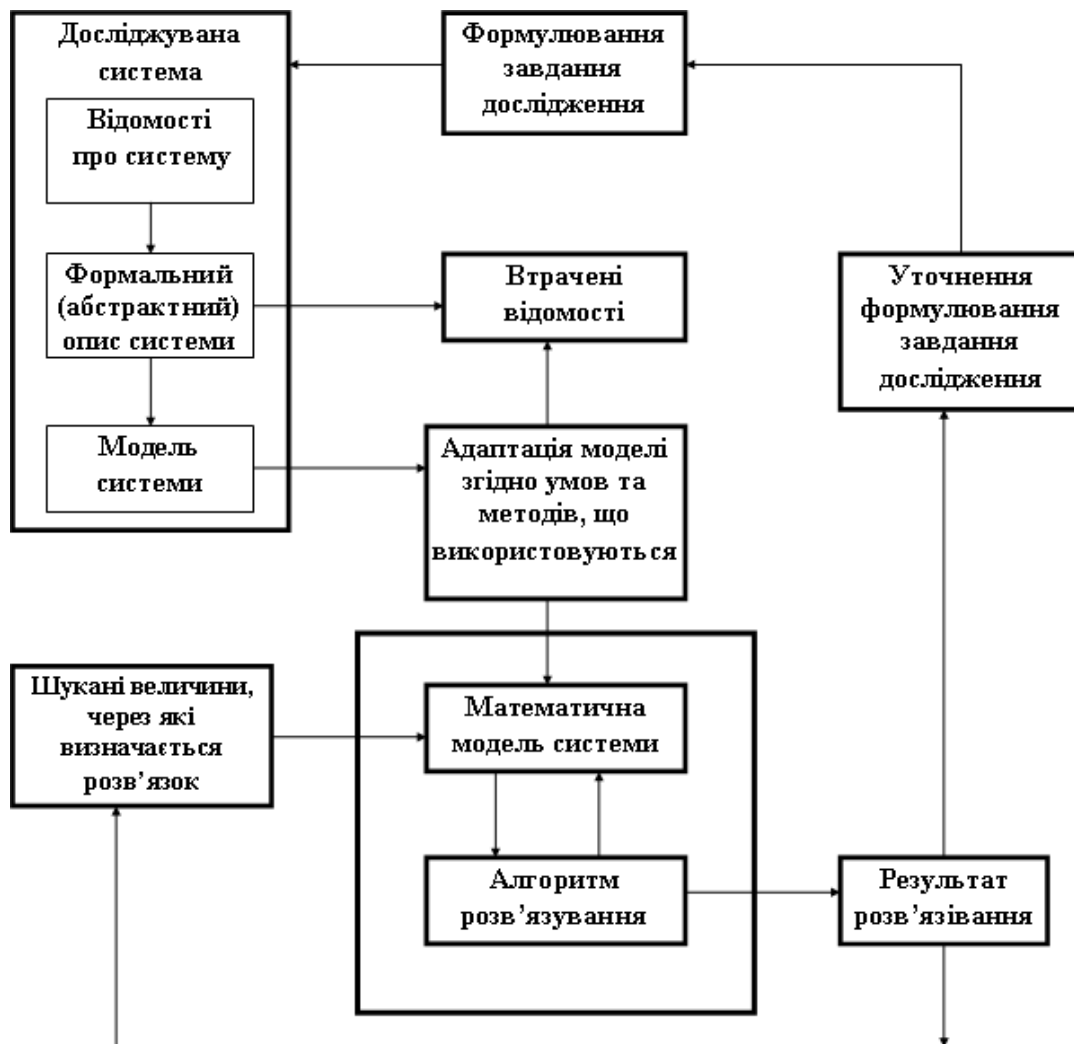 Досліджувана
система
Відомості
про систему
Формальний
(абстрактний)
опис системи
Модель
системи
Формулювання
завдання
дослідження
Втрачені
відомості
Уточнення
формулювання
завдання
дослідження
Адаптація моделі
згідно умов та
методів, що
використовуються
Шукані величини,
через які
визначається
розв’язок
Математична
модель системи
Алгоритм
розв’язування
Результат
розв’язівання